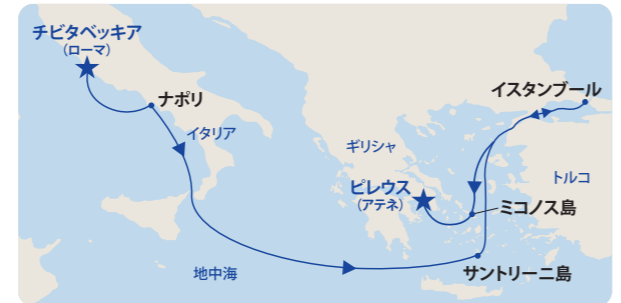 チビタベッキア
(ローマ)
ナポリ
イタリア
イスタンブール
ギリシャ
トルコ
ピレウス
(アテネ)
ミコノス島
サントリーニ島
地中海